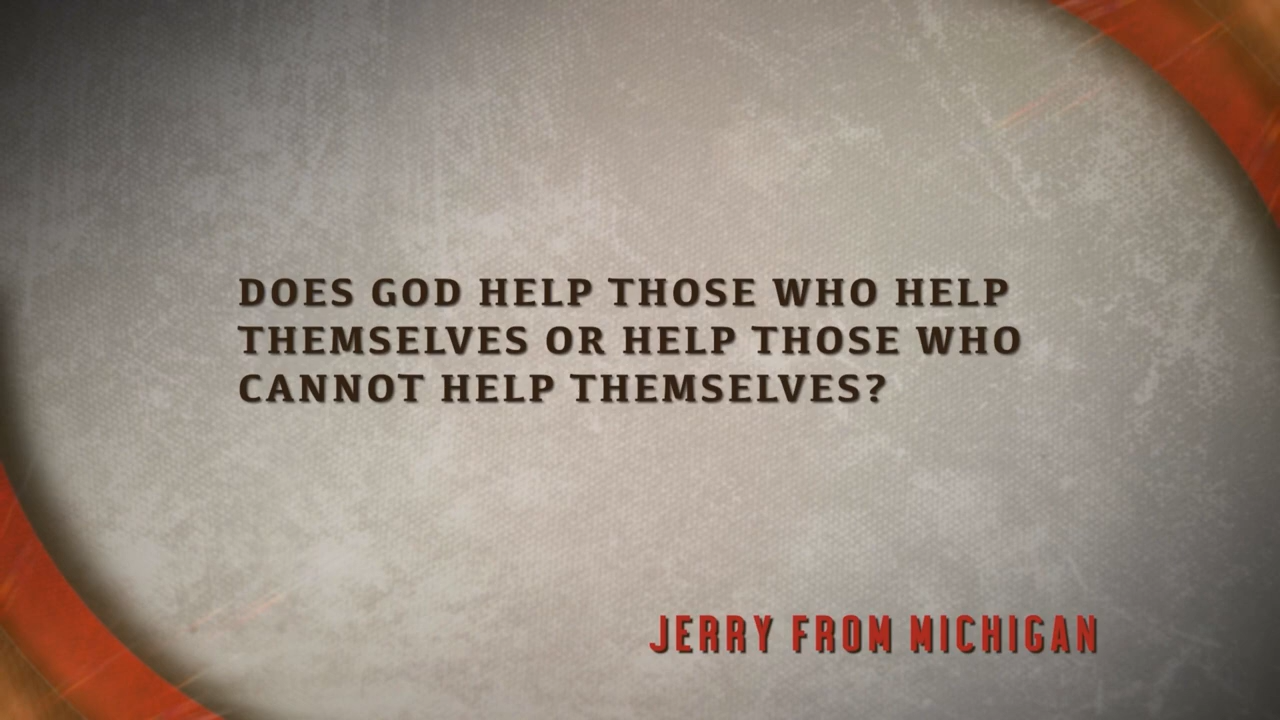 DOES GOD HELP THOSE WHO HELP
THEMSELVES OR HELP THOSE WHO
CANNOT HELP THEMSELVES?
JERRY FROM MICHIGAN